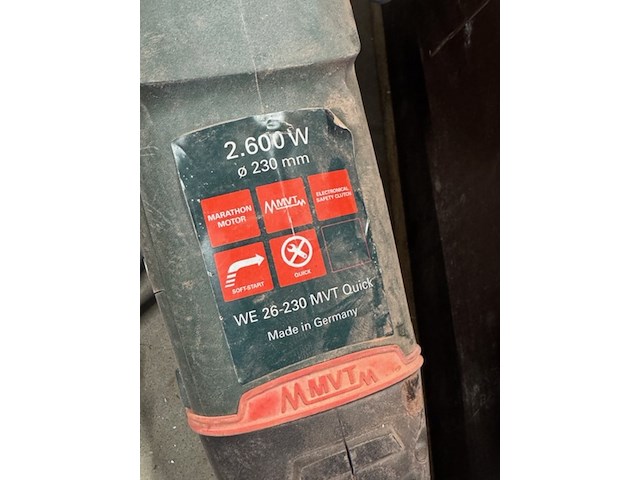 2.600 W
ø 230 mm
MARATHON
MOTOR
MVT
ELECTRONICAL
SAFETY CLUTCH
SOFT-START
QUICK
WE 26-230 MVT Quick
Made in Germany
MVT